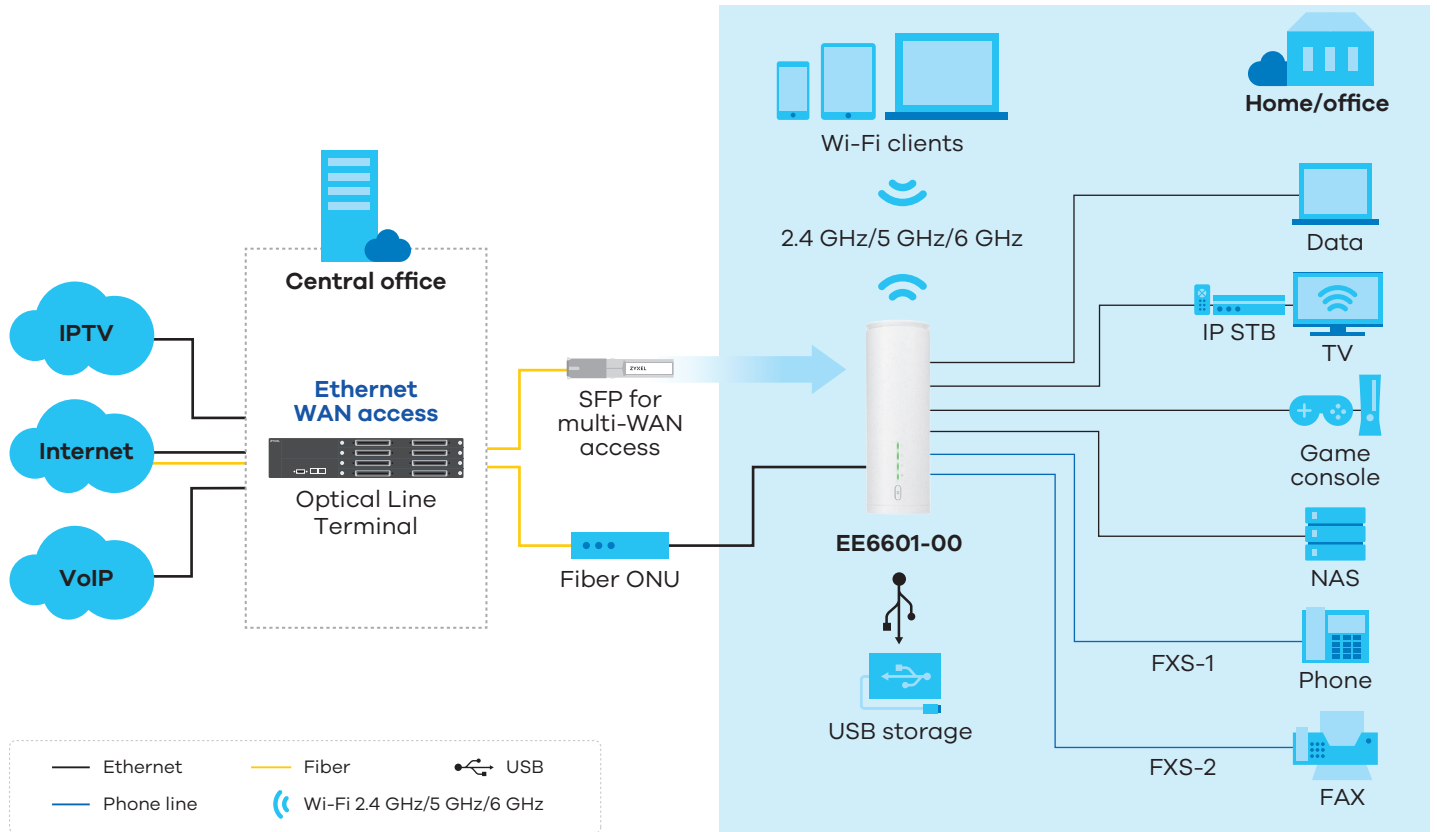 Home/office
Wi-Fi clients
2.4 GHz/5 GHz/6 GHz
Central office
IPTV
Internet
VoIP
Ethernet
WAN access
Optical Line
Terminal
ZYXEL
SFP for
multi-WAN
access
Fiber ONU
EE6601-00
USB storage
Data
IP STB
TV
Game
console
NAS
FXS-1
Phone
FXS-2
FAX
Ethernet
Fiber
USB
Phone line
Wi-Fi 2.4 GHz/5 GHz/6 GHz